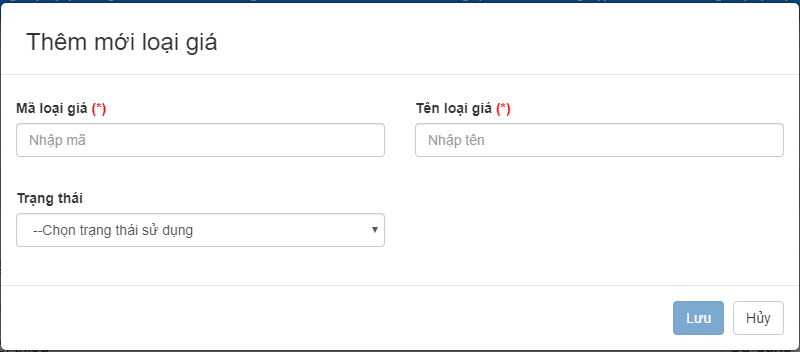 Thêm mới loại giá
Mã loại giá (*)
Tên loại giá (*)
Nhập mã
Nhập tên
Trạng thái
--Chọn trạng thái sử dụng
Lưu
Hủy